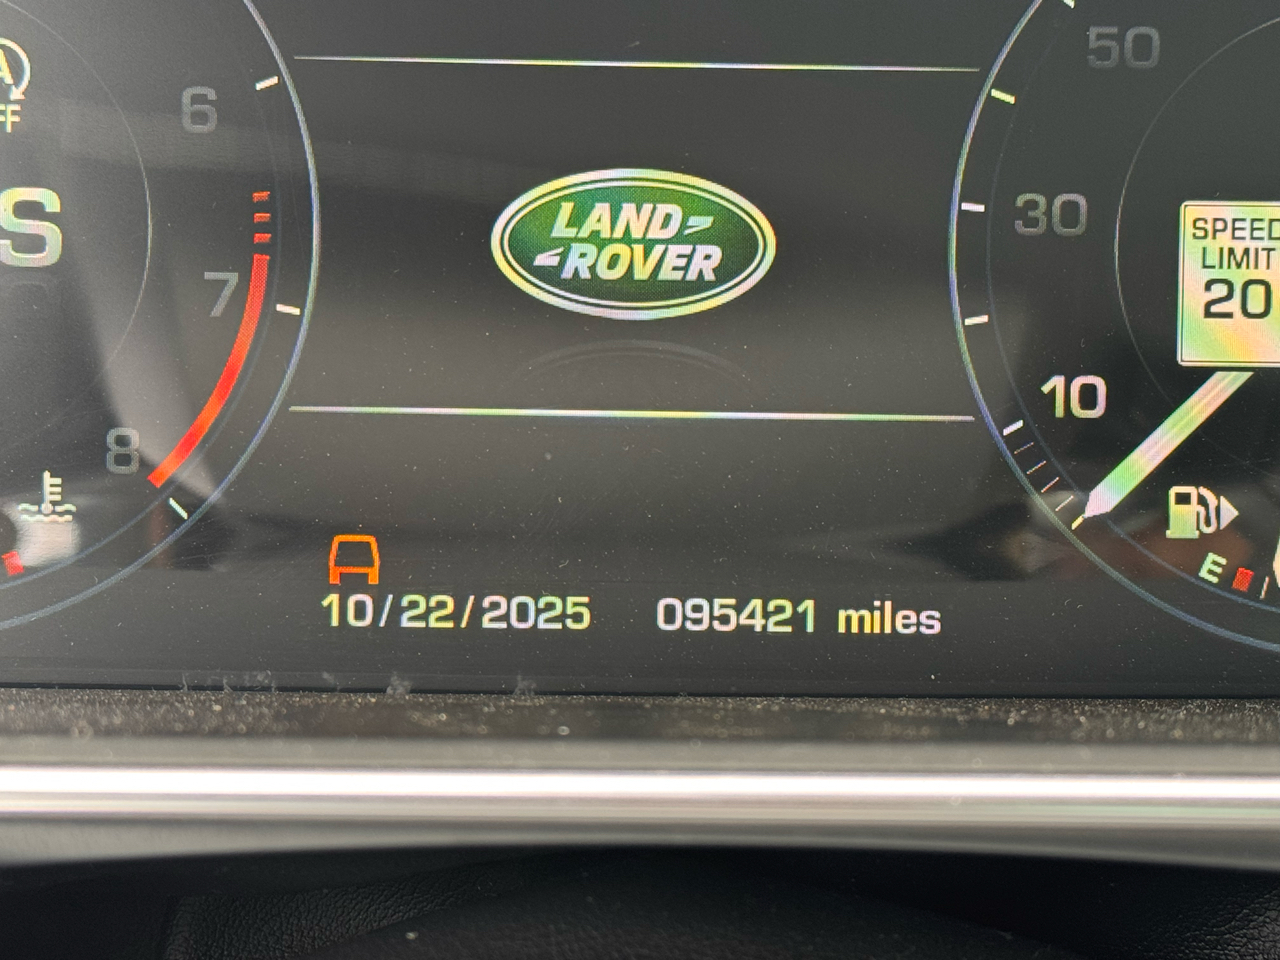 50
6
S
LAND
ROVER
30
SPEED
LIMIT
20
7
10
8
E
10/22/2025 095421 miles